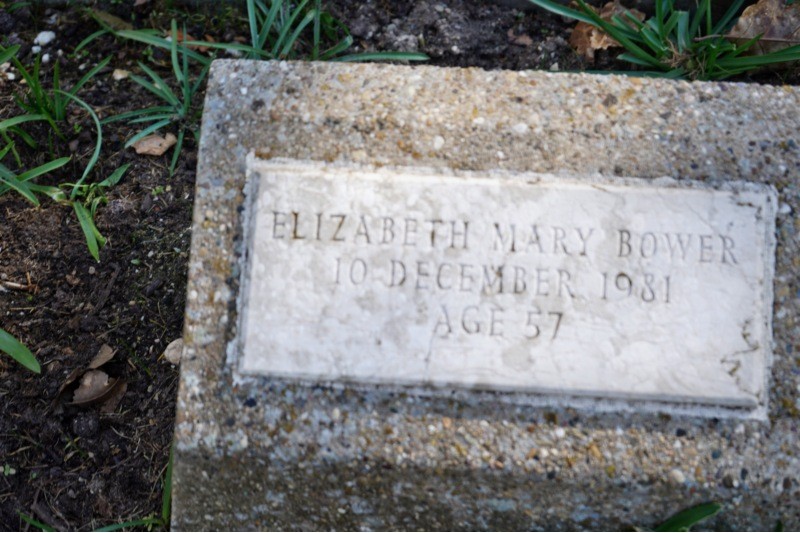 ELIZABETH MARY BOWER
10 DECEMBER 1981
AGE 57